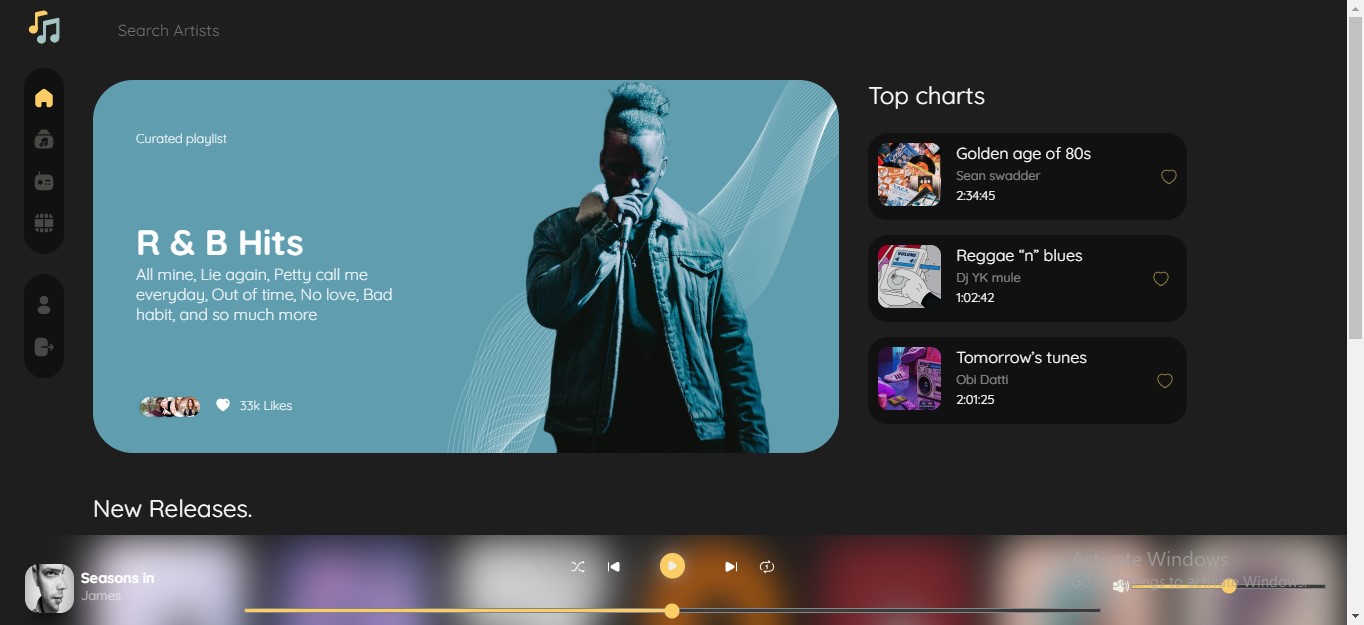 Search Artists
Curated playlist
R & B Hits
All mine, Lie again, Petty call me
everyday, Out of time, No love, Bad
habit, and so much more
33k Likes
Top charts
Golden age of 80s
Sean swadder
2:34:45
Reggae “n” blues
Dj YK mule
1:02:42
Tomorrow’s tunes
Obi Datti
2:01:25
New Releases.
Seasons in
James
Activate Windows
Go to Settings to activate Windows.